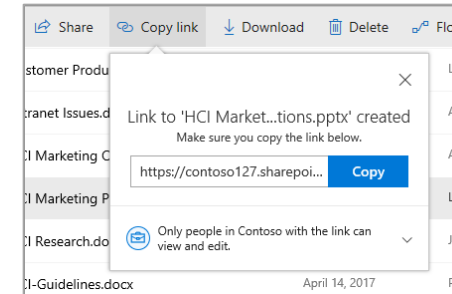 Share Copy link Download Delete Flo
stomer Produ
tranet Issues.d
CI Marketing C
Link to 'HCI Market...tions.pptx' created
Make sure you copy the link below.
https://contoso127.sharepoi... Copy
CI Marketing P
Only people in Contoso with the link can
view and edit.
CI Research.do
CI-Guidelines.docx April 14, 2017